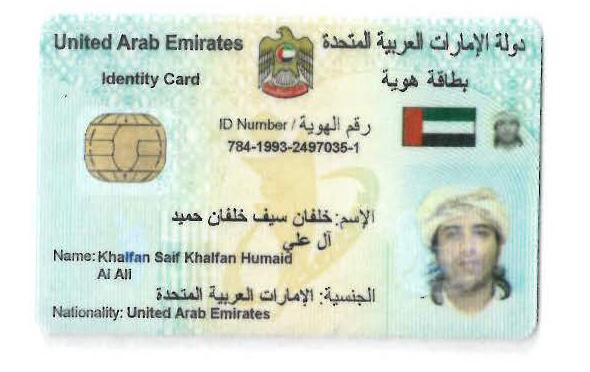 United Arab Emirates
دولة الإمارات العربية المتحدة
Identity Card
بطاقة هوية
ID Number / رقم الهوية
784-1993-2497035-1
الإسم: خلفان سيف خلفان حميد
آل علي
Name: Khalfan Saif Khalfan Humaid
Al Ali
الجنسية: الإمارات العربية المتحدة
Nationality: United Arab Emirates